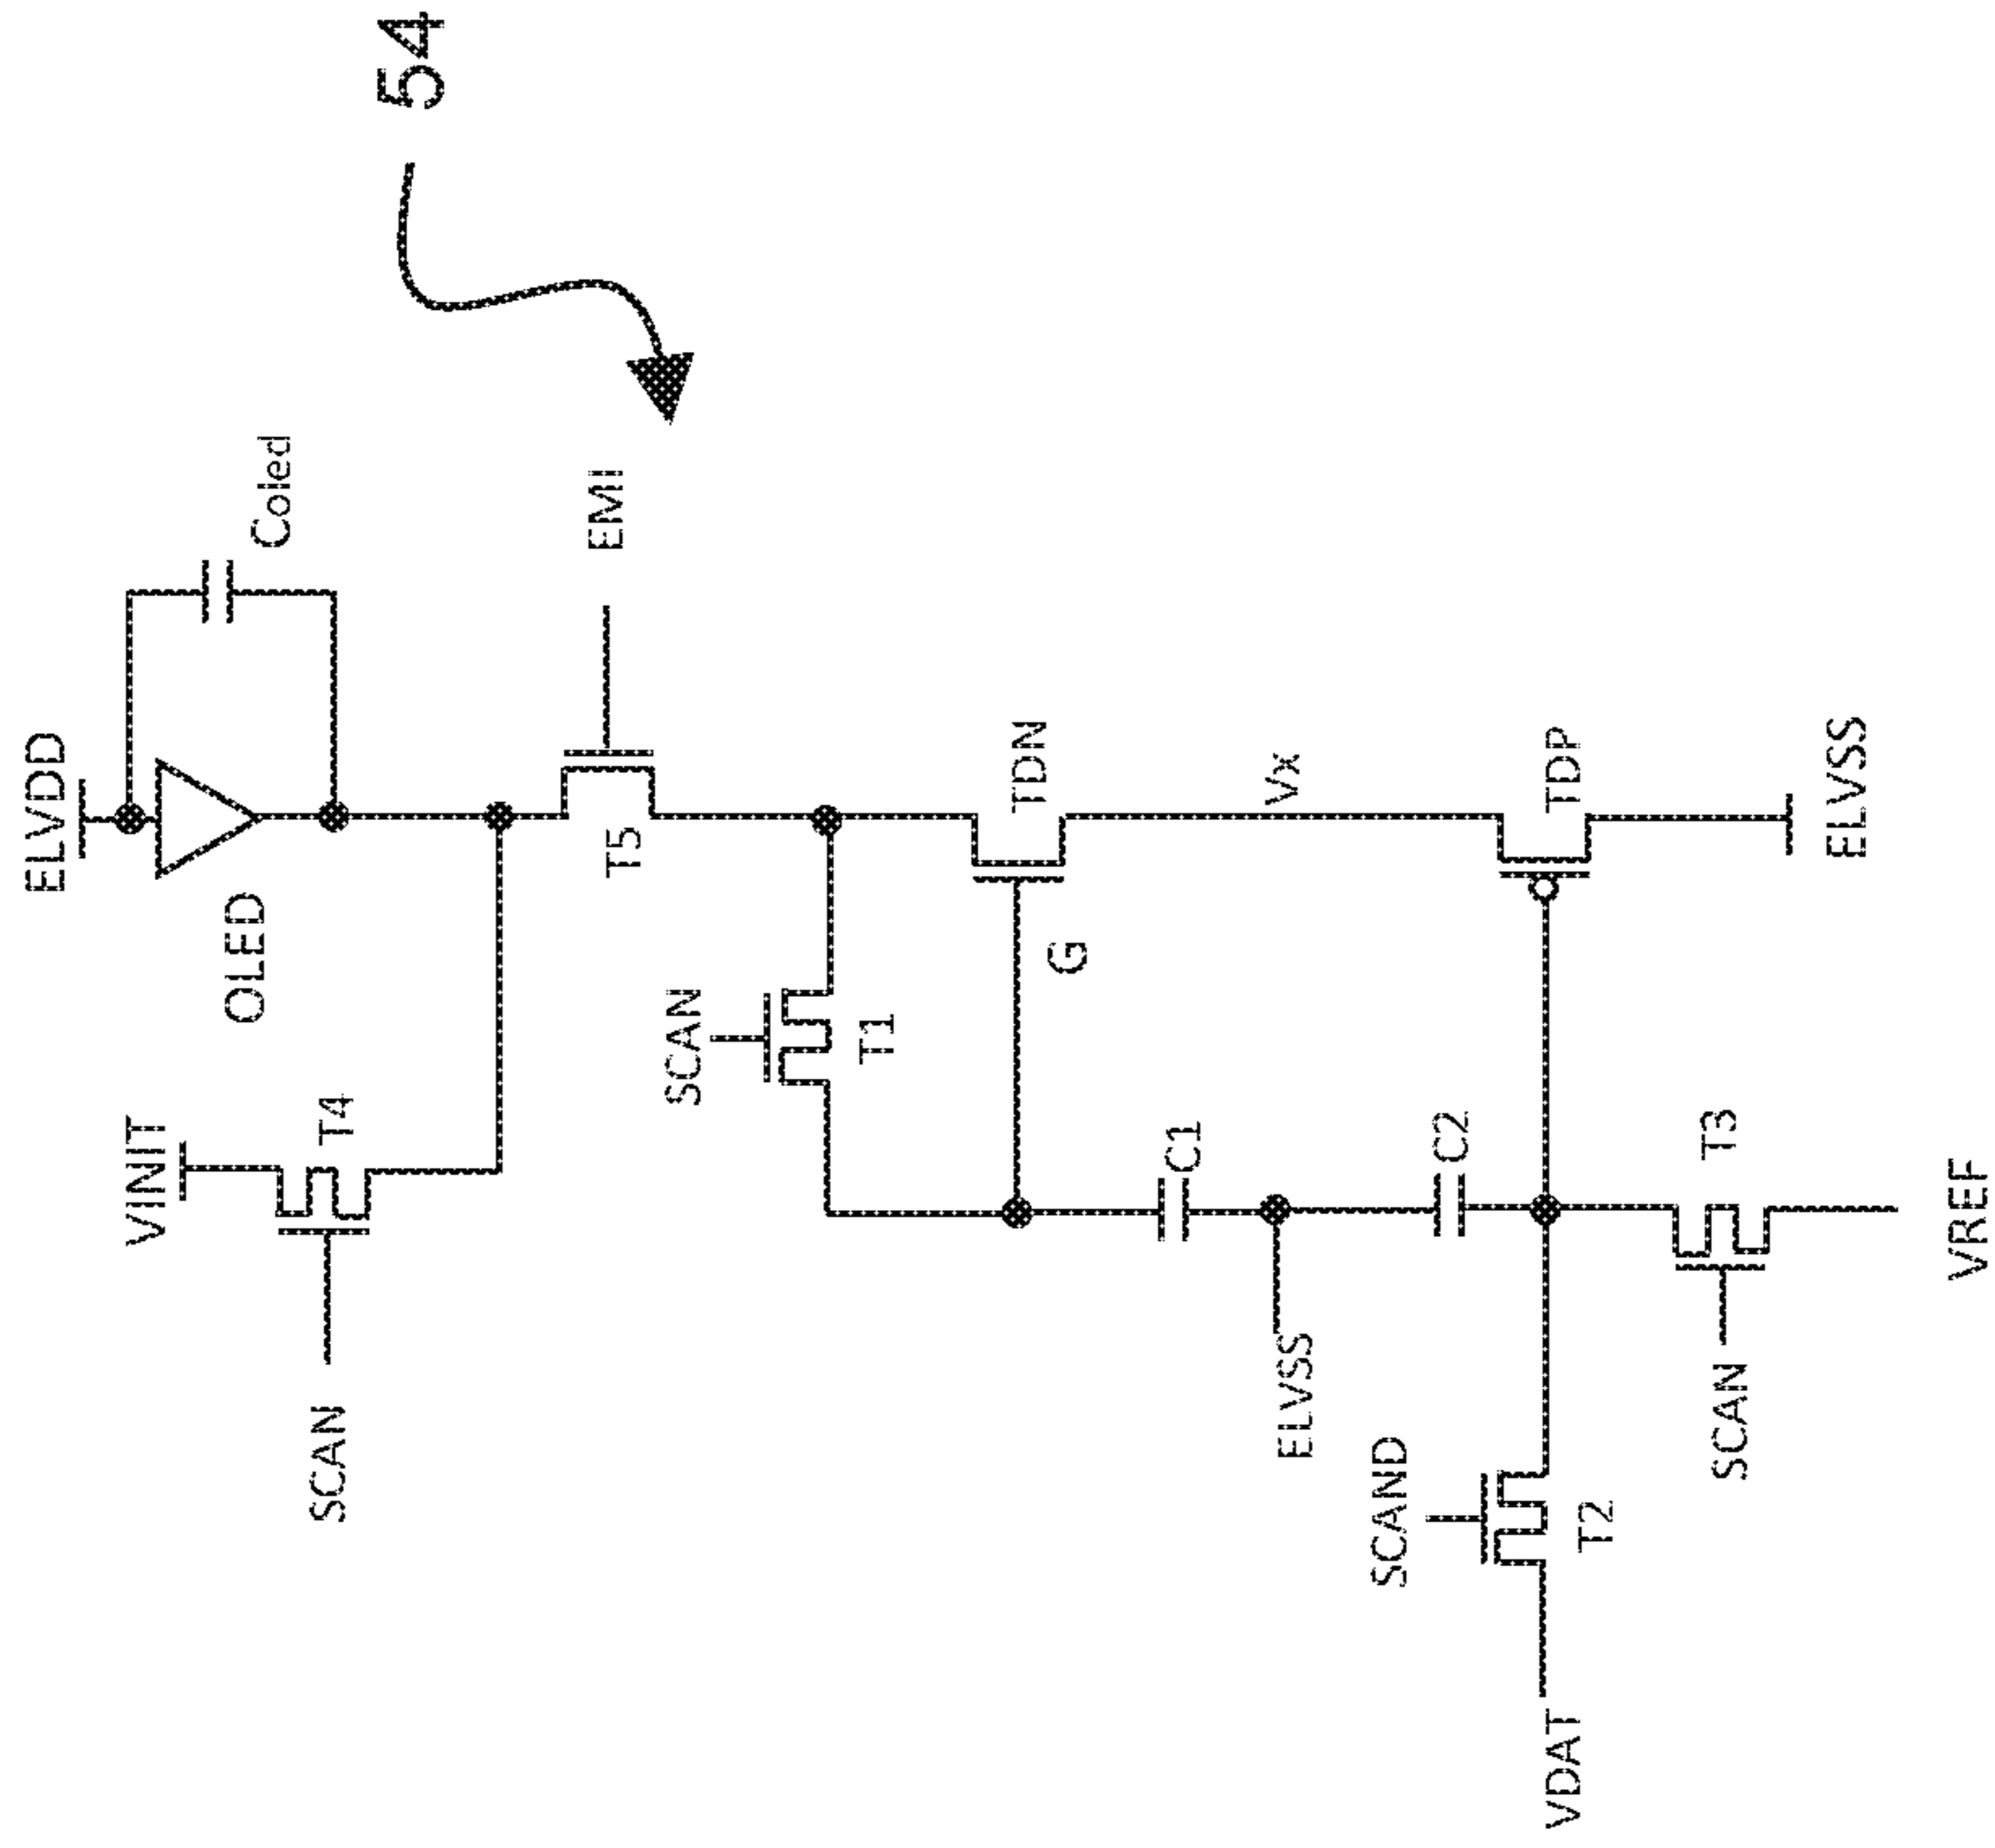 54
ELVDD
Coled
OLED
VINIT
T4
SCAN
EMI
T5
SCAN
T1
TDN
G
Vx
C1
ELVSS
C2
TDP
SCAND
T2
VDAT
T3
SCAN
VREF
ELVSS